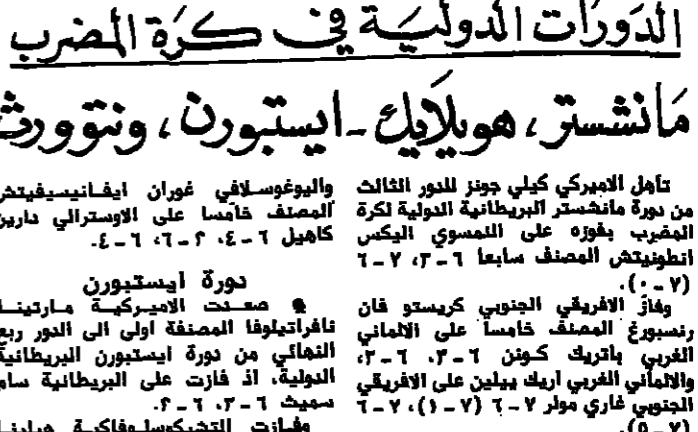 الدورات الدولية في كرة المضرب
مانشستر، هويلايك - ايستبورن، ونتوورث
تأهل الاميركي كيلي جونز للدور الثالث
من دورة مانشستر البريطانية الدولية لكرة
المضرب بفوزه على النمسوي اليكس
انطونيتش المصنف سابعا ٦ - ٣، ٧ - ٦
(٧ - ٠).
وفاز الافريقي الجنوبي كريستو فان
رنسبورغ المصنف خامساً على الالماني
الغربي باتريك كونن ٦ - ٣، ٦ - ٣،
والالماني الغربي اريك ييلين على الافريقي
الجنوبي غاري مولر ٧ - ٦ (٧ - ١)، ٧ - ٦
(٧ - ٥).
واليوغوسلافي غوران ايفانيسيفيتش
المصنف خامسا على الاوسترالي دارين
كاهيل ٦ - ٤، ٢ - ٦، ٦ - ٤.
دورة ايستبورن
● صعدت الاميركية مارتينا
نافراتيلوفا المصنفة اولى الى الدور ربع
النهائي من دورة ايستبورن البريطانية
الدولية، اذ فازت على البريطانية سام
سميث ٦ - ٣، ٦ - ٢.
وفازت التشيكوسلوفاكية